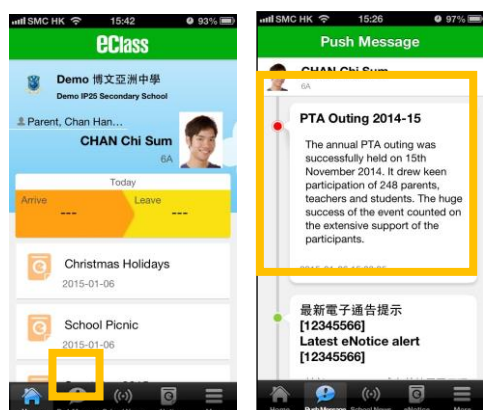 SMC HK 15:42 93%
eClass
Demo 博文亞洲中學
Demo IP25 Secondary School
Parent, Chan Han...
CHAN Chi Sum
6A
Today
Arrive
---
Leave
---
Christmas Holidays
2015-01-06
School Picnic
2015-01-06
SMC HK 15:26 97%
Push Message
CHAN Chi Sum
6A
PTA Outing 2014-15
The annual PTA outing was
successfully held on 15th
November 2014. It drew keen
participation of 248 parents,
teachers and students. The huge
success of the event counted on
the extensive support of the
participants.
最新電子通告提示
[12345566]
Latest eNotice alert
[12345566]
Home Push Message School News eNotice More